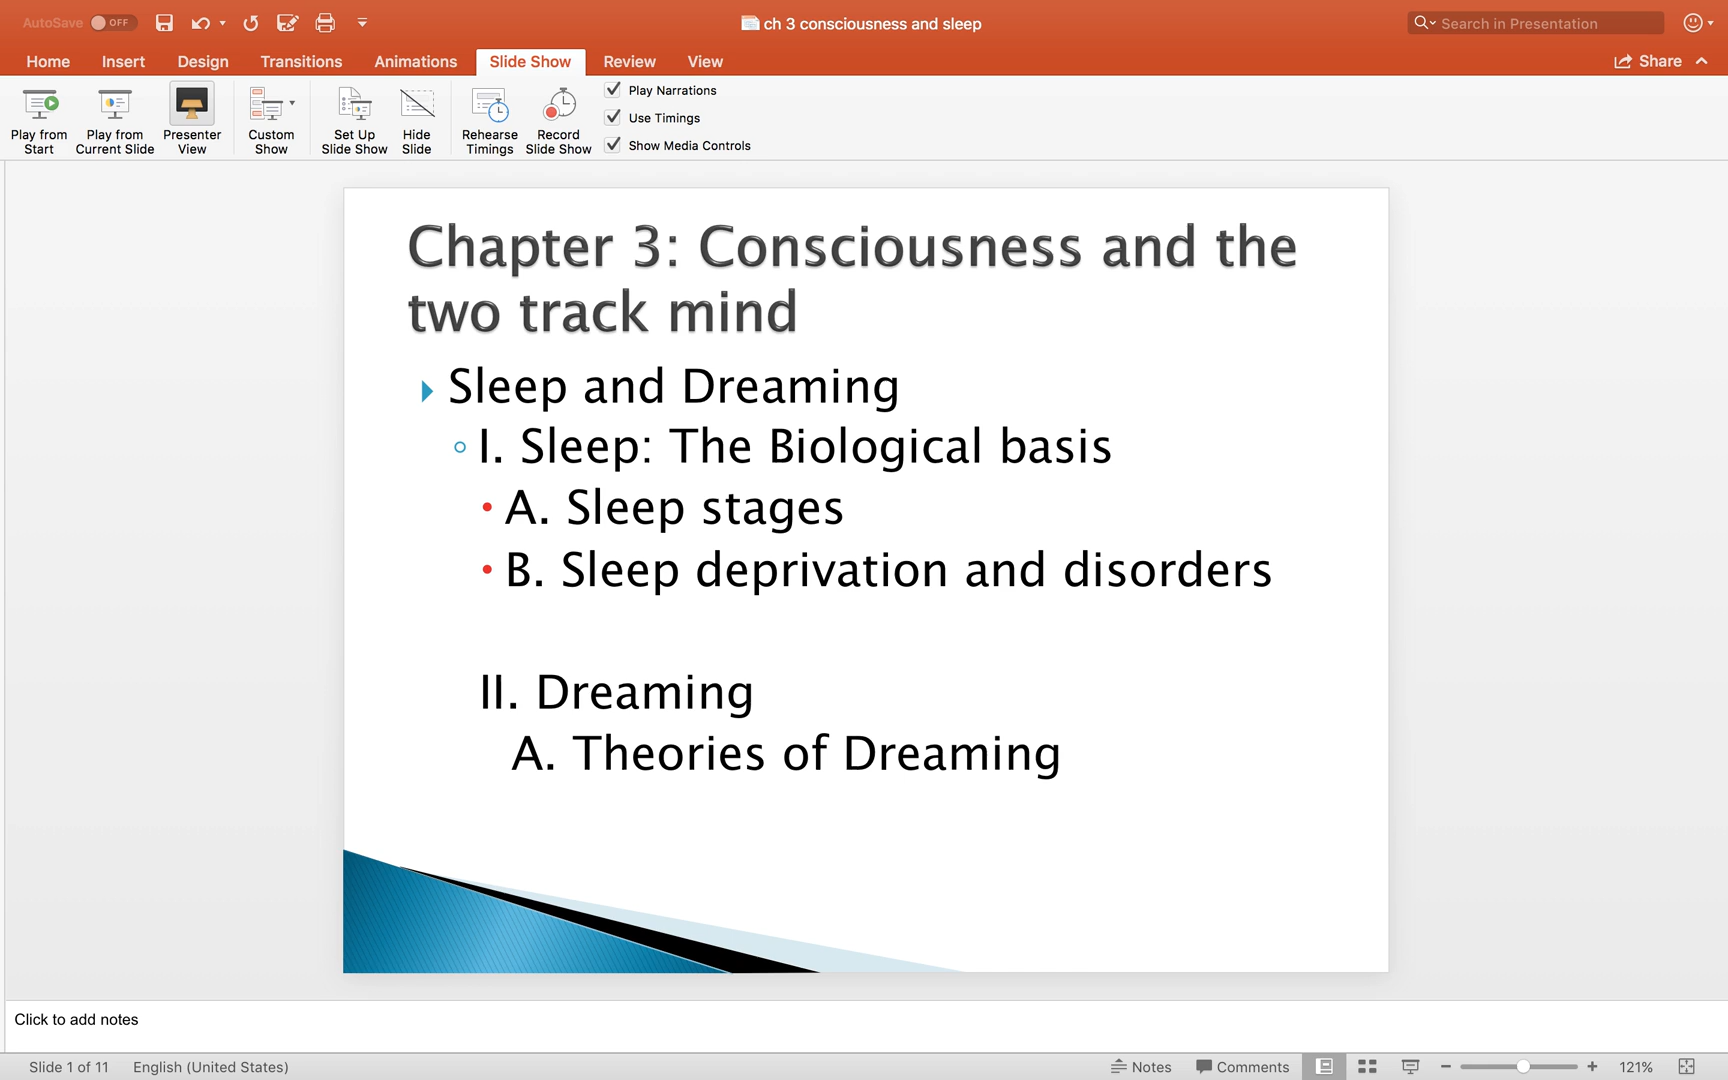 AutoSave OFF
ch 3 consciousness and sleep
Search in Presentation
Home Insert Design Transitions Animations Slide Show Review View Share
Play from Start
Play from Current Slide
Presenter View
Custom Show
Set Up Slide Show
Hide Slide
Rehearse Timings
Record Slide Show
Play Narrations
Use Timings
Show Media Controls
Chapter 3: Consciousness and the
two track mind
Sleep and Dreaming
I. Sleep: The Biological basis
A. Sleep stages
B. Sleep deprivation and disorders
II. Dreaming
A. Theories of Dreaming
Click to add notes
Slide 1 of 11 English (United States) Notes Comments 121%